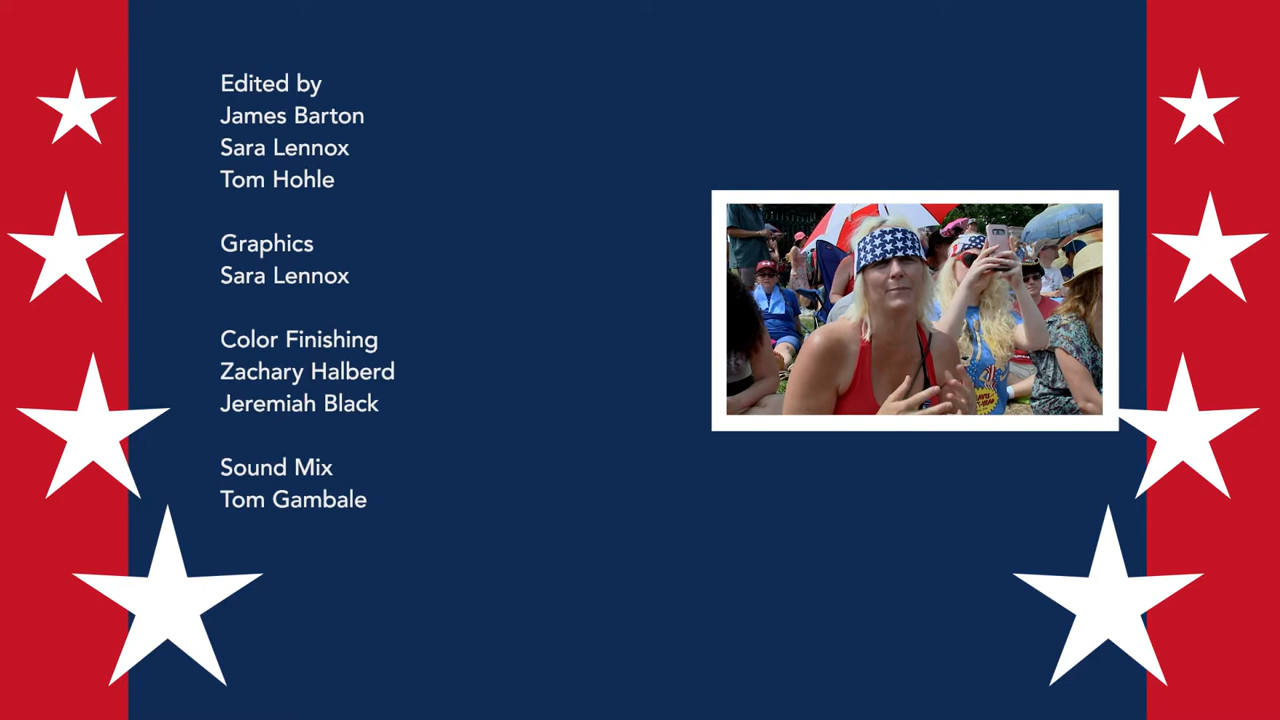 Edited by
James Barton
Sara Lennox
Tom Hohle
Graphics
Sara Lennox
Color Finishing
Zachary Halberd
Jeremiah Black
Sound Mix
Tom Gambale